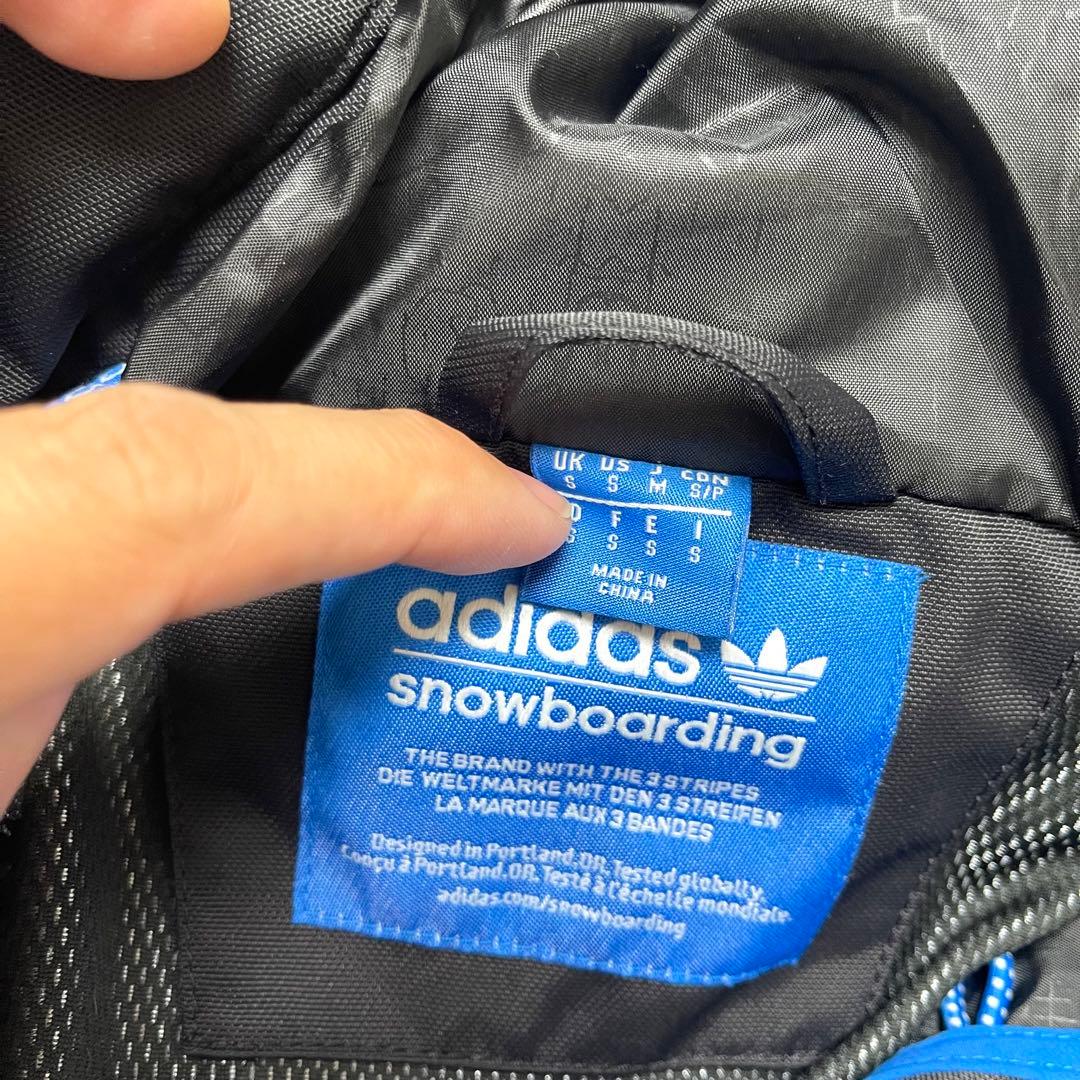 UK US J CDN
S S M S/P
D F E I
S S S S
MADE IN
CHINA
adidas
snowboarding
THE BRAND WITH THE 3 STRIPES
DIE WELTMARKE MIT DEN 3 STREIFEN
LA MARQUE AUX 3 BANDES
Designed in Portland,OR. Tested globally.
Conçu à Portland,OR. Testé à l'échelle mondiale.
adidas.com/snowboarding